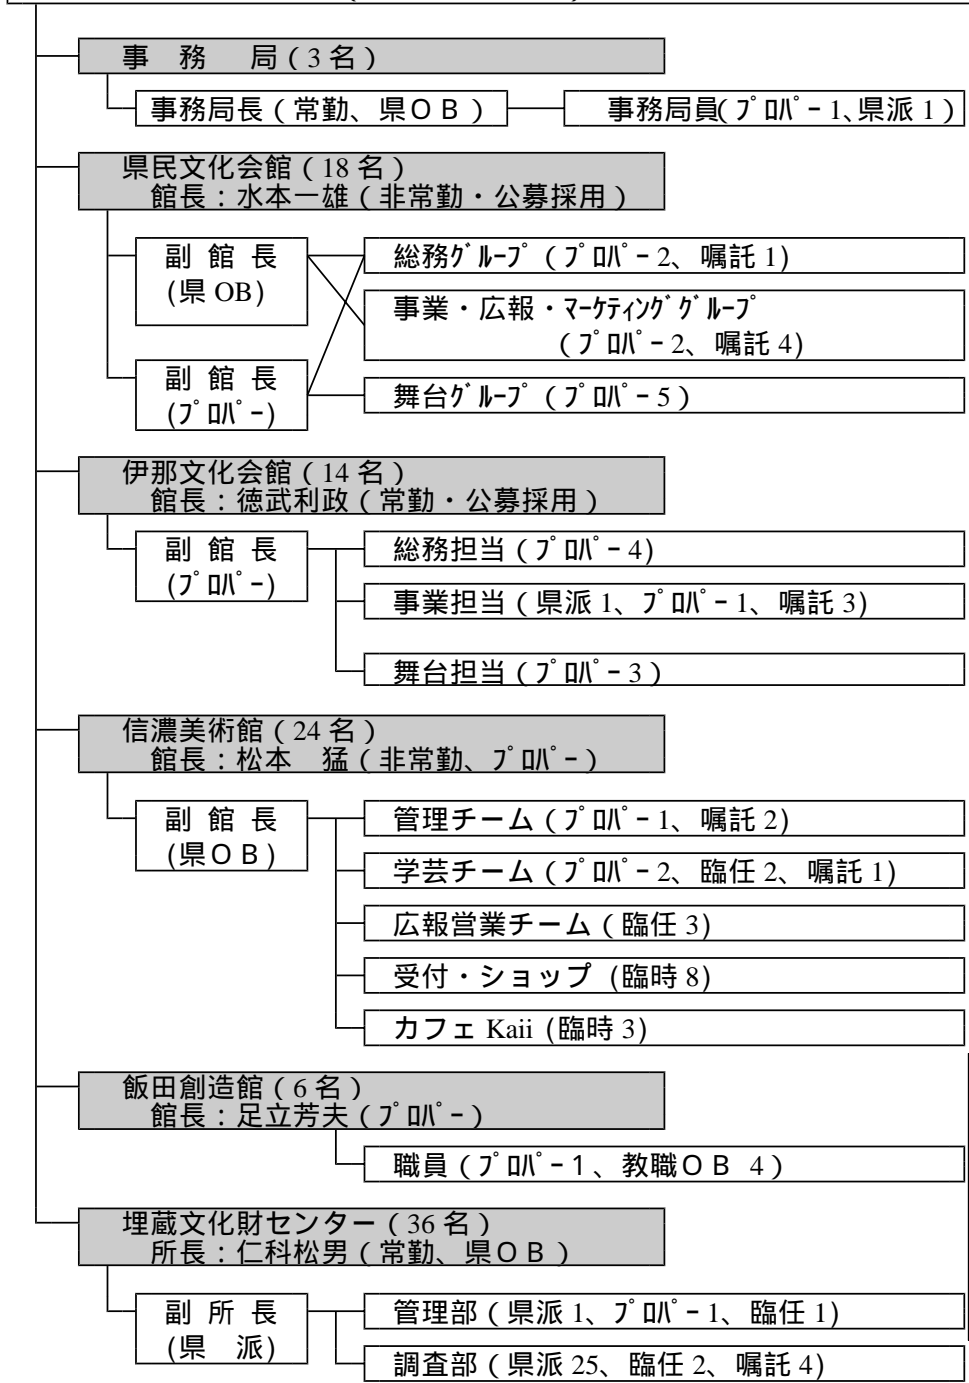 事　務　　局（3 名）
事務局長（常勤、県ＯＢ）
事務局員(ﾌﾟﾛﾊﾟｰ 1、県派 1）
県民文化会館（18 名）
館長：水本一雄（非常勤・公募採用）
副 館 長
(県 OB)
総務ｸﾞﾙｰﾌﾟ（ﾌﾟﾛﾊﾟｰ 2、嘱託 1)
事業・広報・ﾏｰｹﾃｨﾝｸﾞｸﾞﾙｰﾌﾟ
（ﾌﾟﾛﾊﾟｰ 2、嘱託 4)
副 館 長
(ﾌﾟﾛﾊﾟｰ)
舞台ｸﾞﾙｰﾌﾟ（ﾌﾟﾛﾊﾟｰ 5）
伊那文化会館（14 名）
館長：徳武利政（常勤・公募採用）
副 館 長
(ﾌﾟﾛﾊﾟｰ)
総務担当（ﾌﾟﾛﾊﾟｰ 4)
事業担当（県派 1、ﾌﾟﾛﾊﾟｰ 1、嘱託 3)
舞台担当（ﾌﾟﾛﾊﾟｰ 3）
信濃美術館（24 名）
館長：松本　猛（非常勤、ﾌﾟﾛﾊﾟｰ）
副 館 長
(県ＯＢ)
管理チーム（ﾌﾟﾛﾊﾟｰ 1、嘱託 2)
学芸チーム（ﾌﾟﾛﾊﾟｰ 2、臨任 2、嘱託 1)
広報営業チーム（臨任 3)
受付・ショップ (臨時 8)
カフェ Kaii (臨時 3)
飯田創造館（6 名）
館長：足立芳夫（ﾌﾟﾛﾊﾟｰ）
職員（ﾌﾟﾛﾊﾟｰ１、教職ＯＢ 4）
埋蔵文化財センター（36 名）
所長：仁科松男（常勤、県ＯＢ）
副 所 長
(県　派)
管理部（県派 1、ﾌﾟﾛﾊﾟｰ 1、臨任 1)
調査部（県派 25、臨任 2、嘱託 4)